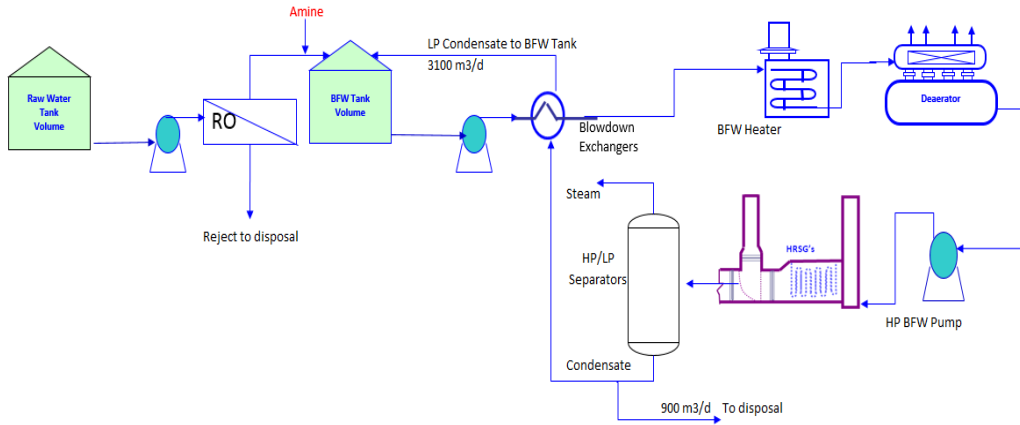 Amine
LP Condensate to BFW Tank
3100 m3/d
Raw Water
Tank
Volume
RO
BFW Tank
Volume
Blowdown
Exchangers
BFW Heater
Deaerator
Reject to disposal
Steam
HP/LP
Separators
HRSG's
HP BFW Pump
Condensate
900 m3/d To disposal